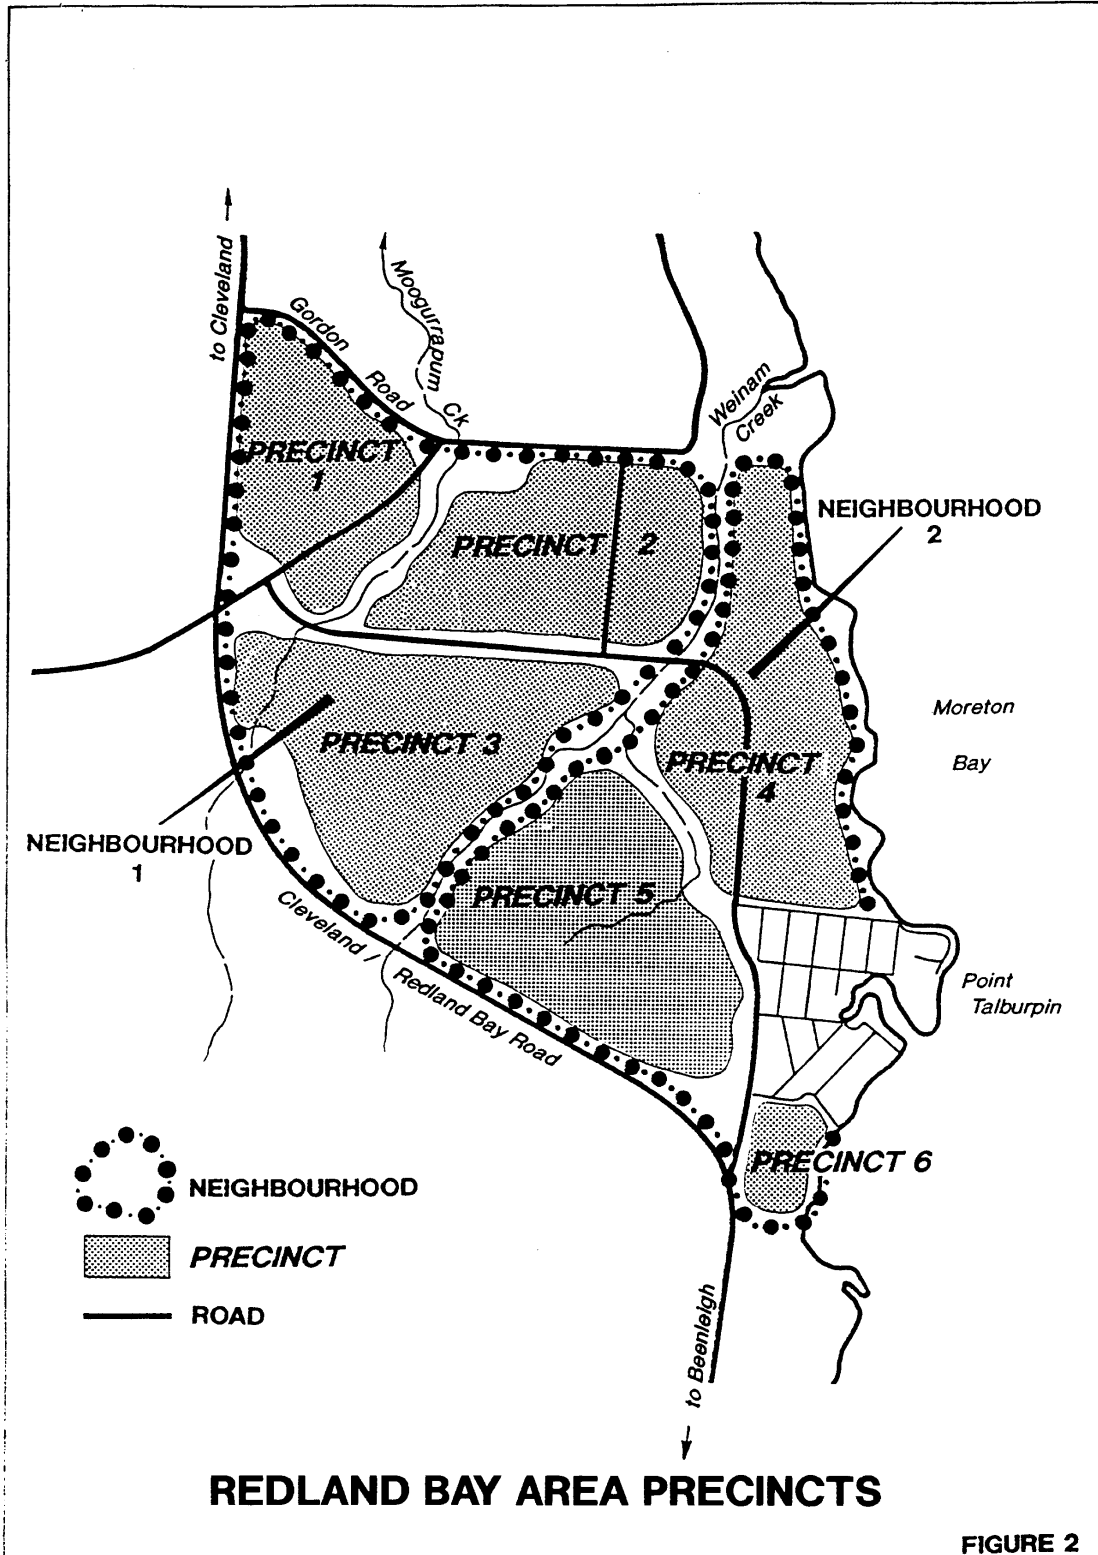 to Cleveland
Gordon
Road
Moogurrapum
Ck
Weinam
Creek
PRECINCT
1
PRECINCT 2
NEIGHBOURHOOD
2
PRECINCT 3
PRECINCT
4
Moreton
Bay
NEIGHBOURHOOD
1
PRECINCT 5
Cleveland /
Redland Bay Road
Point
Talburpin
PRECINCT 6
NEIGHBOURHOOD
PRECINCT
ROAD
to Beenleigh
REDLAND BAY AREA PRECINCTS
FIGURE 2